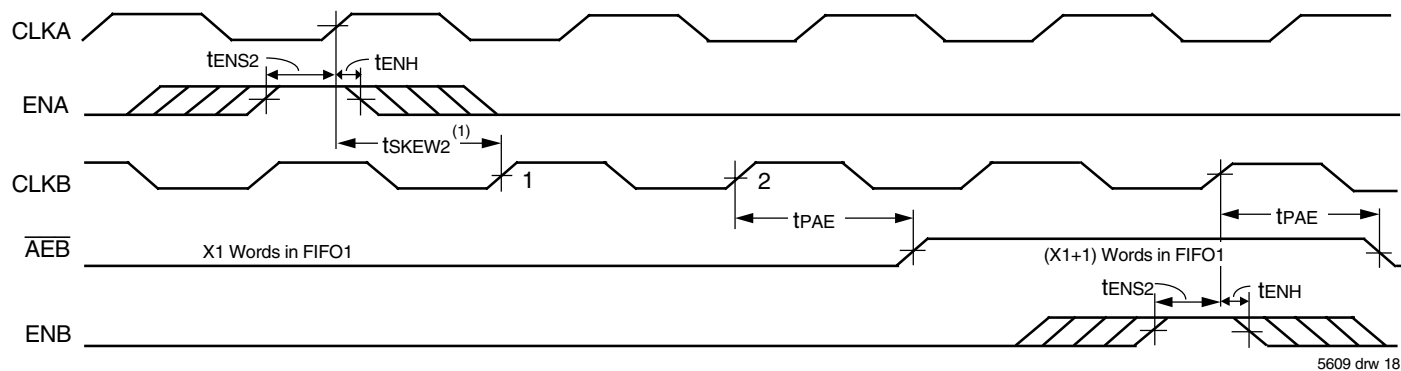 CLKA
tENS2
tENH
ENA
tSKEW2(1)
CLKB
1
2
tPAE
tPAE
AEB
X1 Words in FIFO1
(X1+1) Words in FIFO1
tENS2
tENH
ENB
5609 drw 18